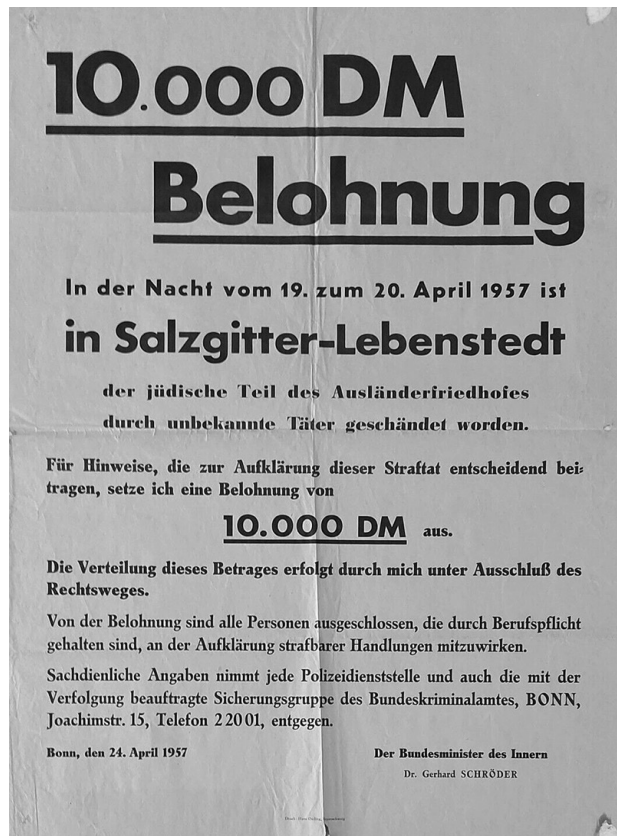 10.000 DM
Belohnung
In der Nacht vom 19. zum 20. April 1957 ist
in Salzgitter-Lebenstedt
der jüdische Teil des Ausländerfriedhofes
durch unbekannte Täter geschändet worden.
Für Hinweise, die zur Aufklärung dieser Straftat entscheidend bei-
tragen, setze ich eine Belohnung von
10.000 DM aus.
Die Verteilung dieses Betrages erfolgt durch mich unter Ausschluß des
Rechtsweges.
Von der Belohnung sind alle Personen ausgeschlossen, die durch Berufspflicht
gehalten sind, an der Aufklärung strafbarer Handlungen mitzuwirken.
Sachdienliche Angaben nimmt jede Polizeidienststelle und auch die mit der
Verfolgung beauftragte Sicherungsgruppe des Bundeskriminalamtes, BONN,
Joachimstr. 15, Telefon 2 20 01, entgegen.
Bonn, den 24. April 1957
Der Bundesminister des Innern
Dr. Gerhard SCHRÖDER